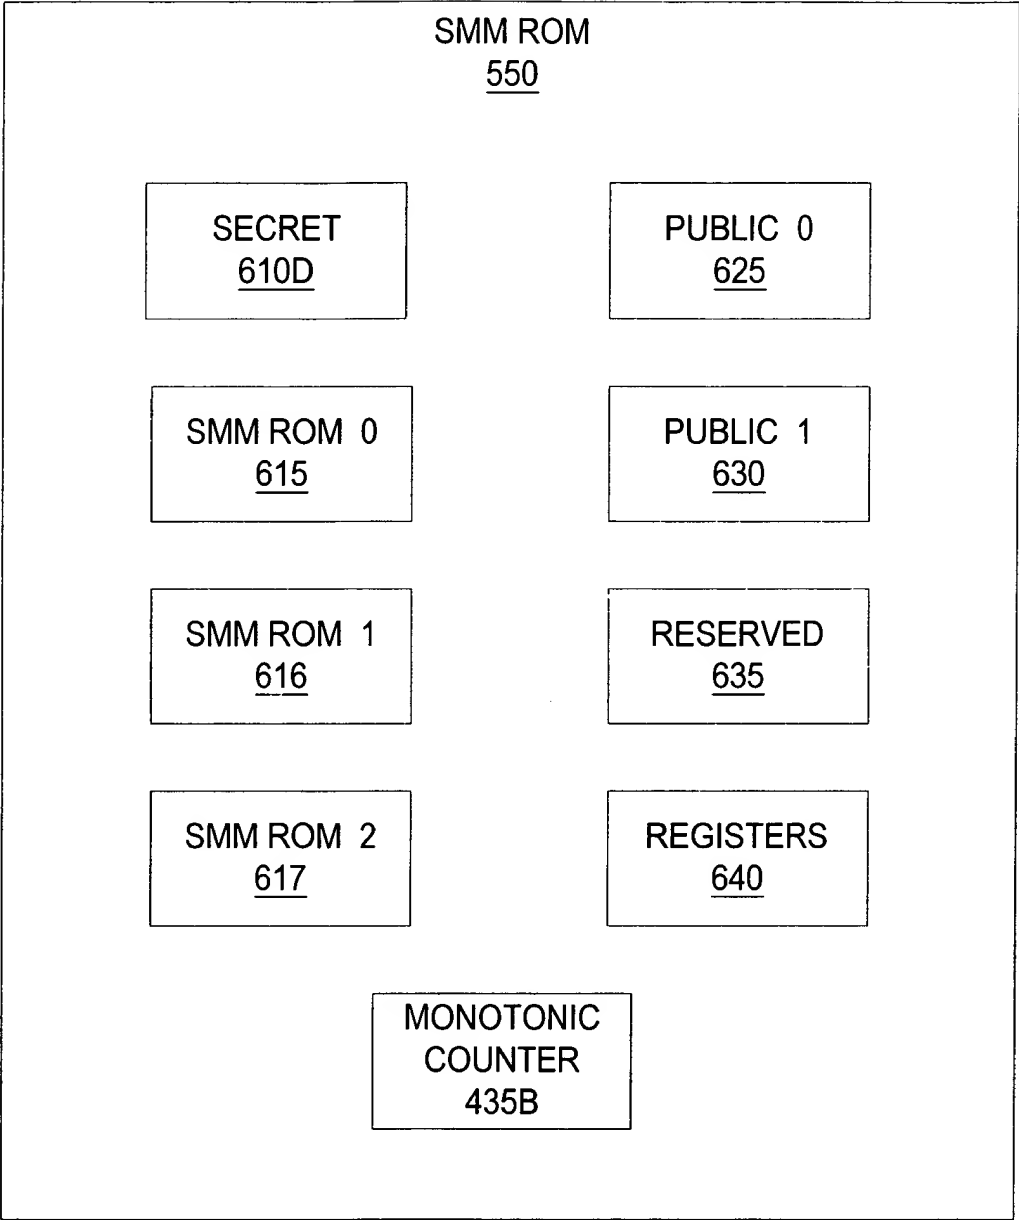 SMM ROM
550
SECRET
610D
PUBLIC 0
625
SMM ROM 0
615
PUBLIC 1
630
SMM ROM 1
616
RESERVED
635
SMM ROM 2
617
REGISTERS
640
MONOTONIC
COUNTER
435B